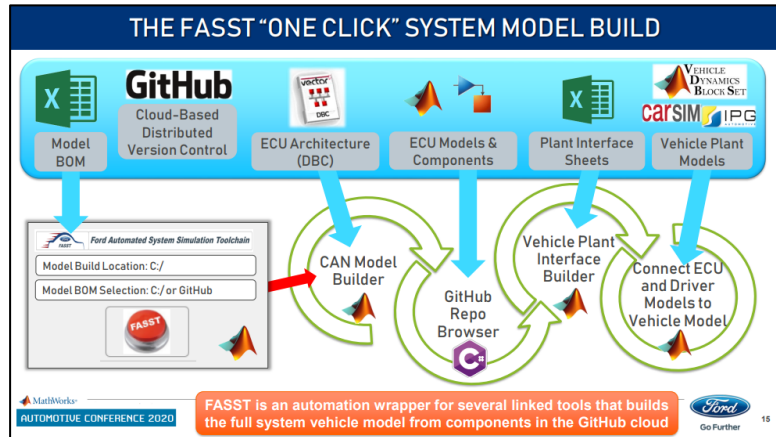 THE FASST “ONE CLICK” SYSTEM MODEL BUILD
X
Model
BOM
GitHub
Cloud-Based
Distributed
Version Control
vector
DBC
ECU Architecture
(DBC)
ECU Models &
Components
X
Plant Interface
Sheets
VEHICLE
DYNAMICS
BLOCK SET
CarSIM
IPG
AUTOMOTIVE
Vehicle Plant
Models
FASST
Ford Automated System Simulation Toolchain
Model Build Location: C:/
Model BOM Selection: C:/ or GitHub
FASST
CAN Model
Builder
GitHub
Repo
Browser
C#
Vehicle Plant
Interface
Builder
Connect ECU
and Driver
Models to
Vehicle Model
MathWorks
AUTOMOTIVE CONFERENCE 2020
FASST is an automation wrapper for several linked tools that builds
the full system vehicle model from components in the GitHub cloud
Ford
Go Further
15